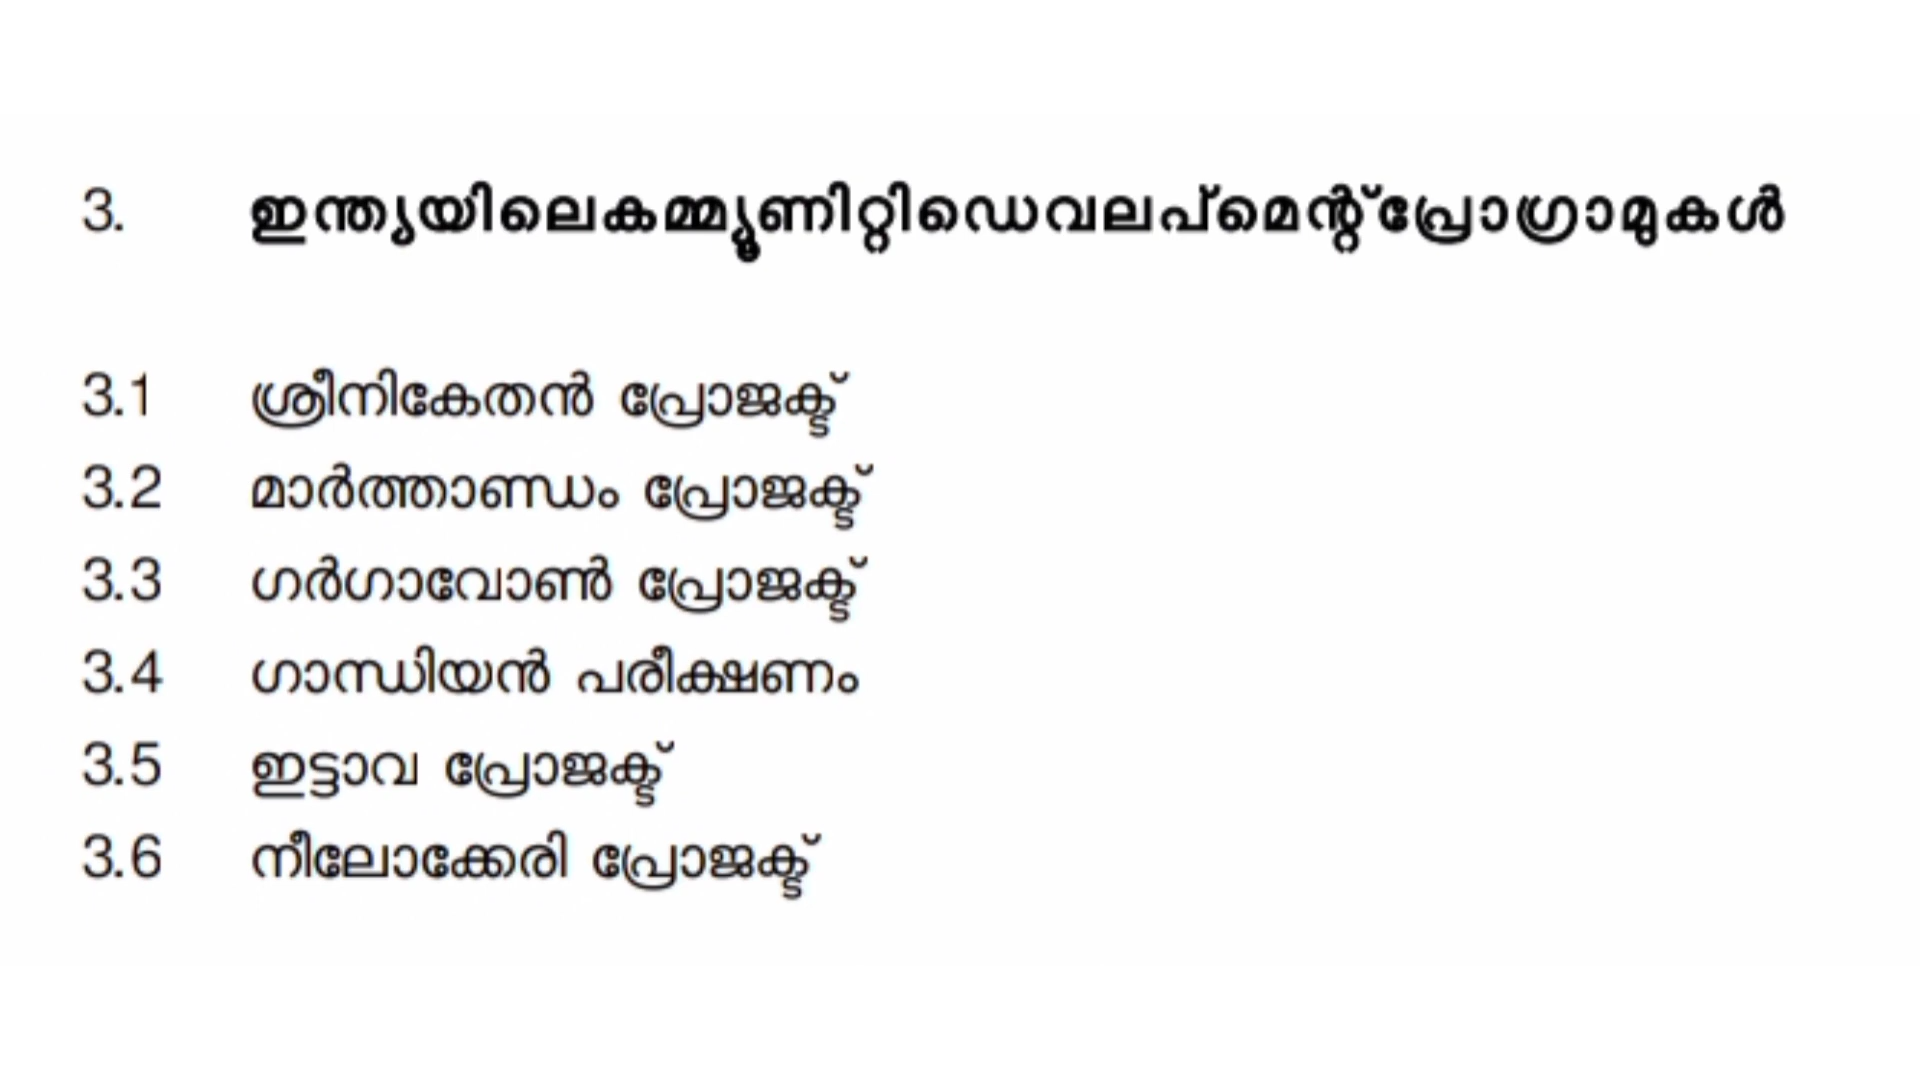 3. ഇന്ത്യയിലെകമ്മ്യൂണിറ്റിഡെവലപ്മെന്റ്പ്രോഗ്രാമുകൾ
3.1 ശ്രീനികേതൻ പ്രോജക്ട്
3.2 മാർത്താണ്ഡം പ്രോജക്ട്
3.3 ഗർഗാവോൺ പ്രോജക്ട്
3.4 ഗാന്ധിയൻ പരീക്ഷണം
3.5 ഇട്ടാവ പ്രോജക്ട്
3.6 നീലോക്കേരി പ്രോജക്ട്